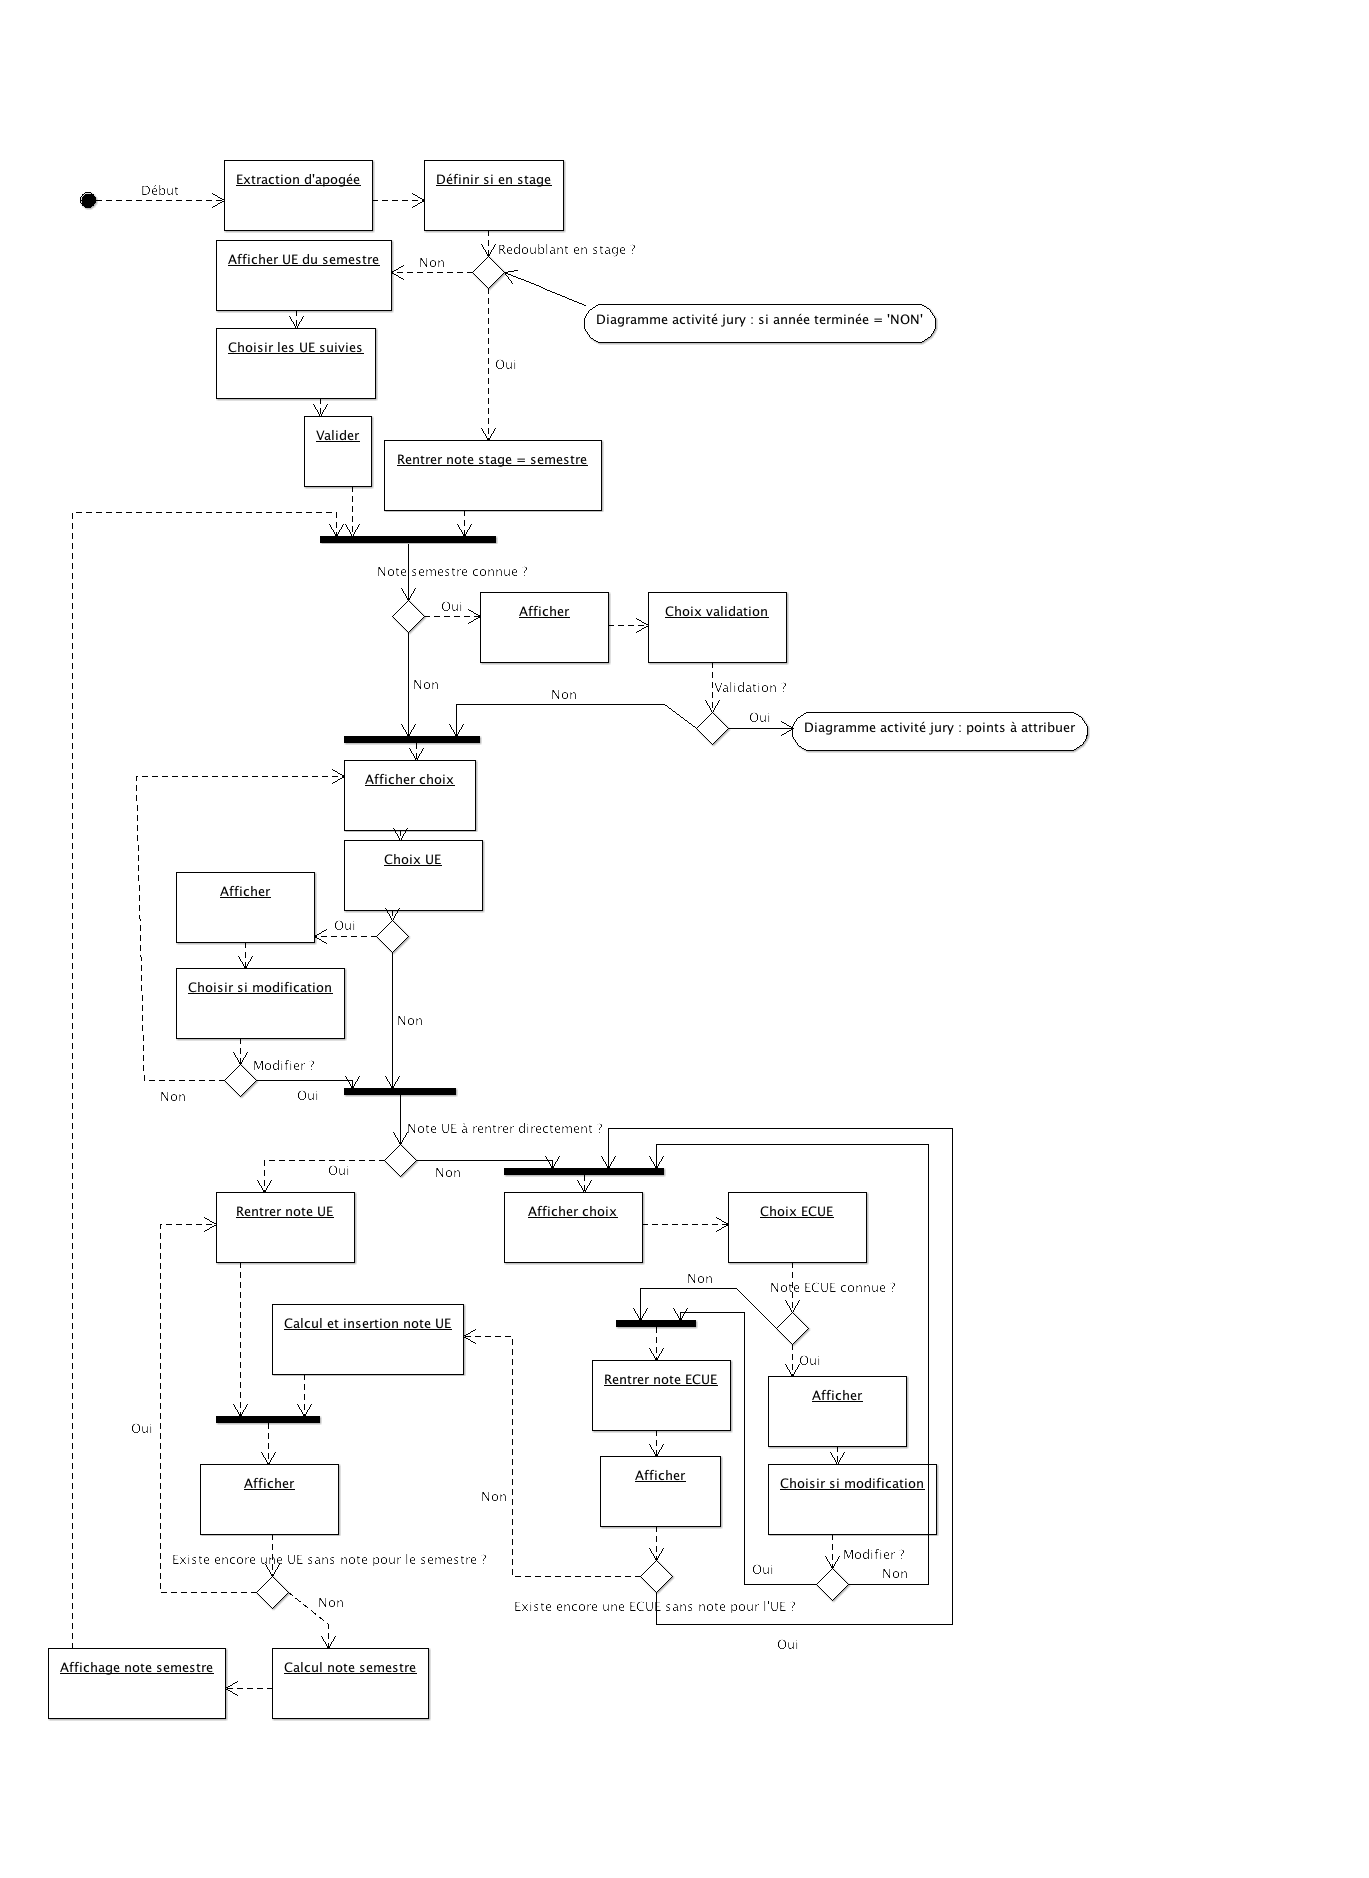 Extraction d'apogée
Définir si en stage
Début
Redoublant en stage ?
Afficher UE du semestre
Non
Diagramme activité jury : si année terminée = 'NON'
Choisir les UE suivies
Oui
Valider
Rentrer note stage = semestre
Note semestre connue ?
Oui
Afficher
Choix validation
Non
Validation ?
Non
Oui
Diagramme activité jury : points à attribuer
Afficher choix
Choix UE
Afficher
Oui
Choisir si modification
Non
Modifier ?
Non
Oui
Note UE à rentrer directement ?
Oui
Non
Rentrer note UE
Afficher choix
Choix ECUE
Non
Note ECUE connue ?
Calcul et insertion note UE
Oui
Rentrer note ECUE
Afficher
Oui
Afficher
Afficher
Choisir si modification
Non
Existe encore une UE sans note pour le semestre ?
Modifier ?
Oui
Non
Non
Existe encore une ECUE sans note pour l'UE ?
Oui
Affichage note semestre
Calcul note semestre